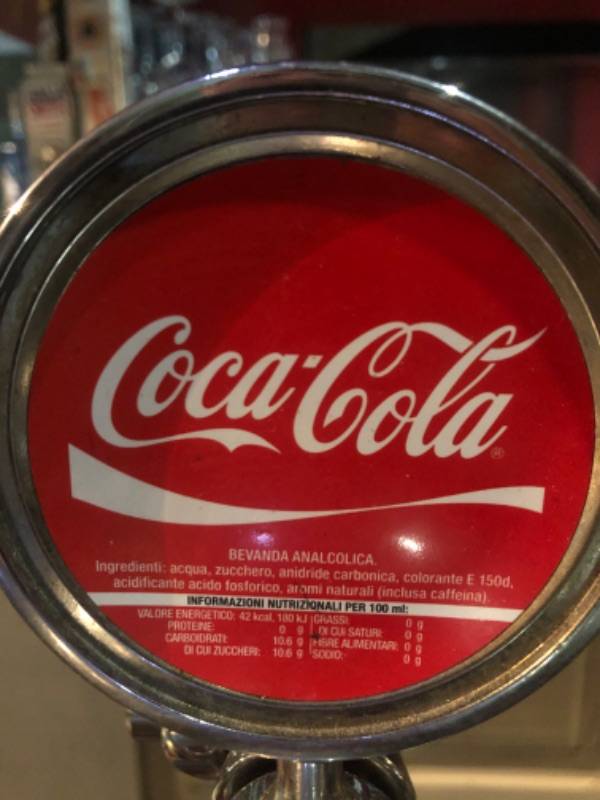 Coca-Cola®
BEVANDA ANALCOLICA.
Ingredienti: acqua, zucchero, anidride carbonica, colorante E 150d,
acidificante acido fosforico, aromi naturali (inclusa caffeina).
INFORMAZIONI NUTRIZIONALI PER 100 ml:
VALORE ENERGETICO: 42 kcal, 180 kJ GRASSI: 0 g
PROTEINE: 0 g DI CUI SATURI: 0 g
CARBOIDRATI: 10.6 g FIBRE ALIMENTARI: 0 g
DI CUI ZUCCHERI: 10.6 g SODIO: 0 g